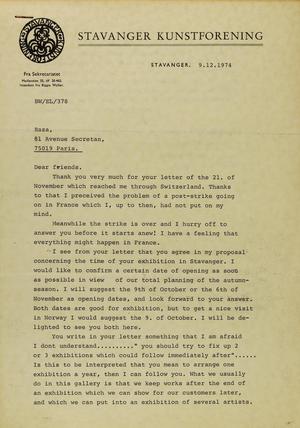 STAVANGER KUNSTFORENING
STAVANGER. 9.12.1974
Fra Sekretariatet
BW/EL/378
Raza,
81 Avenue Secretan,
75019 Paris.
Dear friends.
Thank you very much for your letter of the 21. of
November which reached me through Switzerland. Thanks
to that I preceived the problem of a post-strike going
on in France which I, up to then, had not put on my
mind.
Meanwhile the strike is over and I hurry off to
answer you before it starts anew! I have a feeling that
everything might happen in France.
I see from your letter that you agree in my proposal
concerning the time of your exhibition in Stavanger. I
would like to confirm a certain date of opening as soon
as possible in view of our total planning of the autumn-
season. I will suggest the 9th of October or the 6th of
November as opening dates, and look forward to your answer.
Both dates are good for exhibition, but to get a nice visit
in Norway I would suggest the 9. of October. I will be de-
lighted to see you both here.
You write in your letter something that I am afraid
I dont understand.........." you should try to fix up 2
or 3 exhibitions which could follow immediately after"......
Is this to be interpreted that you mean to arrange one
exhibition a year, then I can follow you. What we usually
do in this gallery is that we keep works after the end of
an exhibition which we can show for our customers later,
and which we can put into an exhibition of several artists.